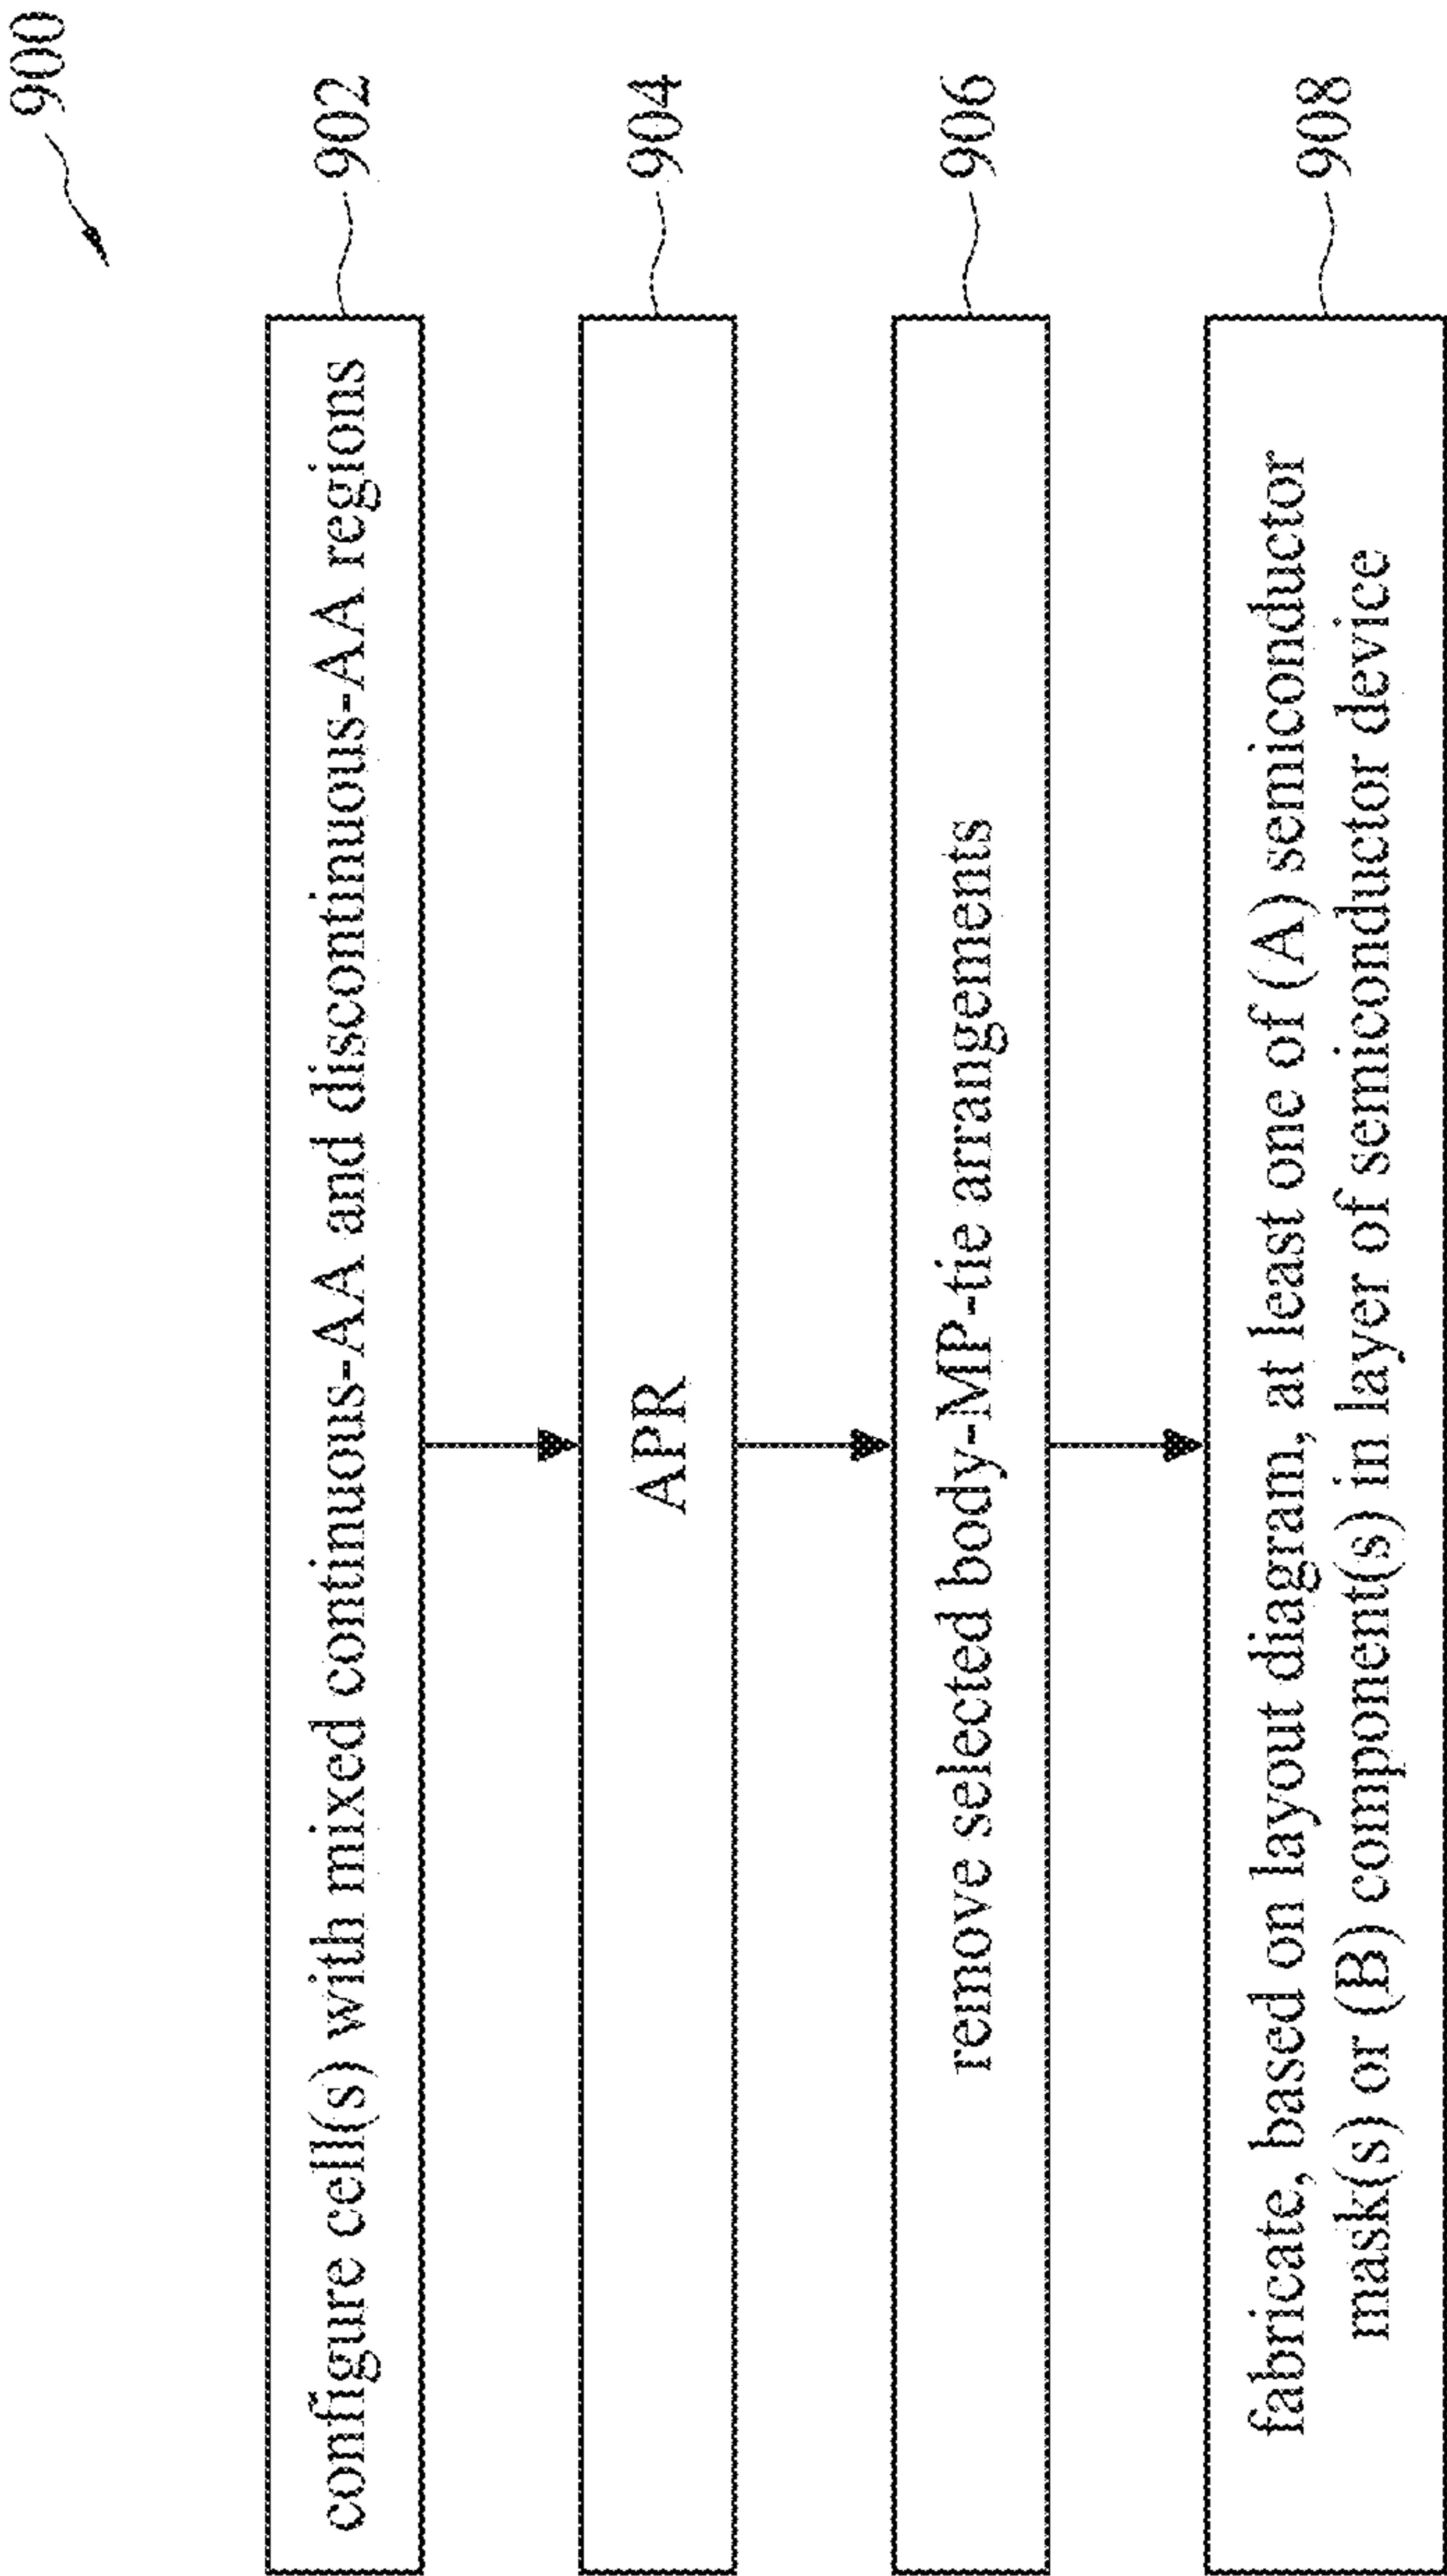 900
configure cell(s) with mixed continuous-AA and discontinuous-AA regions
902
APR
904
remove selected body-MP-tie arrangements
906
fabricate, based on layout diagram, at least one of (A) semiconductor
mask(s) or (B) component(s) in layer of semiconductor device
908